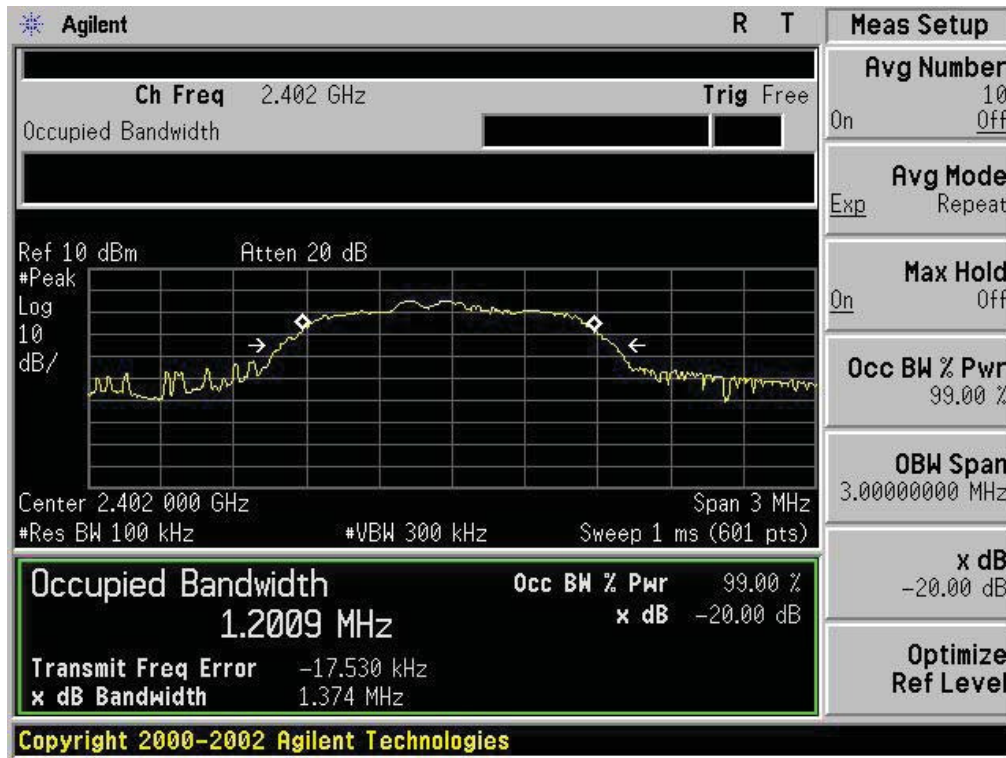 Agilent R T
Ch Freq 2.402 GHz Trig Free
Occupied Bandwidth
Ref 10 dBm Atten 20 dB
#Peak
Log
10
dB/
Center 2.402 000 GHz Span 3 MHz
#Res BW 100 kHz #VBW 300 kHz Sweep 1 ms (601 pts)
Occupied Bandwidth Occ BW % Pwr 99.00 %
1.2009 MHz x dB -20.00 dB
Transmit Freq Error -17.530 kHz
x dB Bandwidth 1.374 MHz
Copyright 2000-2002 Agilent Technologies
Meas Setup
Avg Number
10
On Off
Avg Mode
Exp Repeat
Max Hold
On Off
Occ BW % Pwr
99.00 %
OBW Span
3.00000000 MHz
x dB
-20.00 dB
Optimize
Ref Level